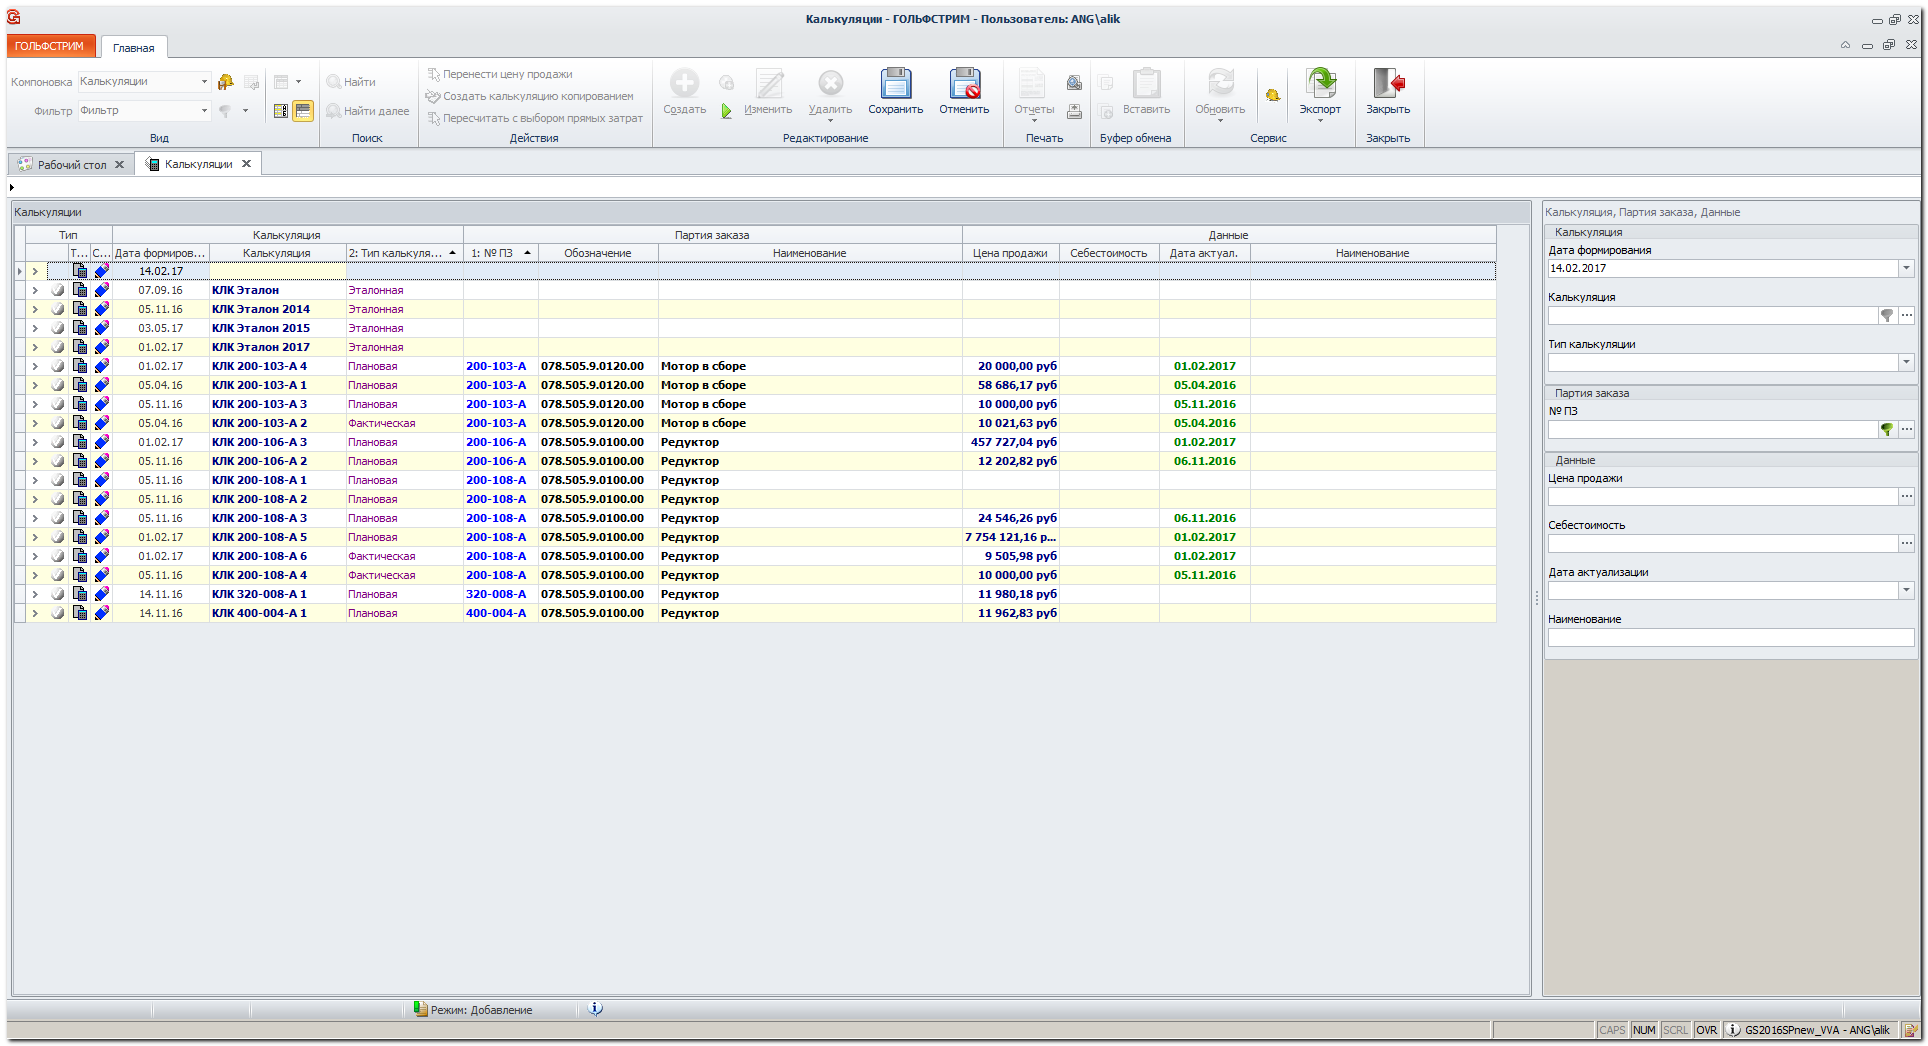 Калькуляции - ГОЛЬФСТРИМ - Пользователь: ANG\alik
ГОЛЬФСТРИМ Главная
Компоновка Калькуляции
Фильтр Фильтр
Вид
Найти
Найти далее
Поиск
Перенести цену продажи
Создать калькуляцию копированием
Пересчитать с выбором прямых затрат
Действия
Создать Изменить Удалить Сохранить Отменить
Редактирование
Отчеты
Печать
Вставить
Буфер обмена
Обновить Экспорт
Сервис
Закрыть
Закрыть
Рабочий стол Калькуляции
Калькуляции
Тип Калькуляция Партия заказа Данные
Т... С... Дата формиров... Калькуляция 2: Тип калькуля... 1: № ПЗ Обозначение Наименование Цена продажи Себестоимость Дата актуал. Наименование
14.02.17
07.09.16 КЛК Эталон Эталонная
05.11.16 КЛК Эталон 2014 Эталонная
03.05.17 КЛК Эталон 2015 Эталонная
01.02.17 КЛК Эталон 2017 Эталонная
01.02.17 КЛК 200-103-А 4 Плановая 200-103-А 078.505.9.0120.00 Мотор в сборе 20 000,00 руб 01.02.2017
05.04.16 КЛК 200-103-А 1 Плановая 200-103-А 078.505.9.0120.00 Мотор в сборе 58 686,17 руб 05.04.2016
05.11.16 КЛК 200-103-А 3 Плановая 200-103-А 078.505.9.0120.00 Мотор в сборе 10 000,00 руб 05.11.2016
05.04.16 КЛК 200-103-А 2 Фактическая 200-103-А 078.505.9.0120.00 Мотор в сборе 10 021,63 руб 05.04.2016
01.02.17 КЛК 200-106-А 3 Плановая 200-106-А 078.505.9.0100.00 Редуктор 457 727,04 руб 01.02.2017
05.11.16 КЛК 200-106-А 2 Плановая 200-106-А 078.505.9.0100.00 Редуктор 12 202,82 руб 06.11.2016
05.11.16 КЛК 200-108-А 1 Плановая 200-108-А 078.505.9.0100.00 Редуктор
05.11.16 КЛК 200-108-А 2 Плановая 200-108-А 078.505.9.0100.00 Редуктор
05.11.16 КЛК 200-108-А 3 Плановая 200-108-А 078.505.9.0100.00 Редуктор 24 546,26 руб 06.11.2016
01.02.17 КЛК 200-108-А 5 Плановая 200-108-А 078.505.9.0100.00 Редуктор 7 754 121,16 р... 01.02.2017
01.02.17 КЛК 200-108-А 6 Фактическая 200-108-А 078.505.9.0100.00 Редуктор 9 505,98 руб 01.02.2017
05.11.16 КЛК 200-108-А 4 Фактическая 200-108-А 078.505.9.0100.00 Редуктор 10 000,00 руб 05.11.2016
14.11.16 КЛК 320-008-А 1 Плановая 320-008-А 078.505.9.0100.00 Редуктор 11 980,18 руб
14.11.16 КЛК 400-004-А 1 Плановая 400-004-А 078.505.9.0100.00 Редуктор 11 962,83 руб
Калькуляция, Партия заказа, Данные
Калькуляция
Дата формирования
14.02.2017
Калькуляция
Тип калькуляции
Партия заказа
№ ПЗ
Данные
Цена продажи
Себестоимость
Дата актуализации
Наименование
Режим: Добавление
CAPS NUM SCRL OVR GS2016SPnew_VVA - ANG\alik